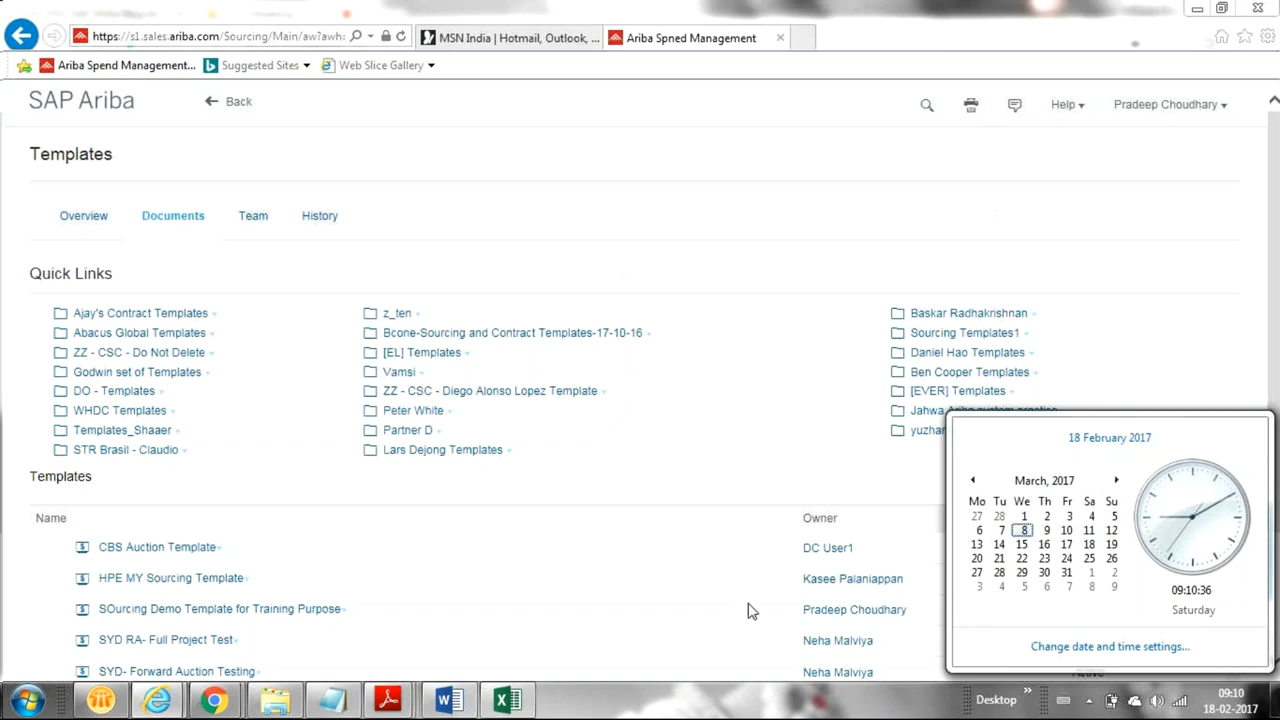 https://s1.sales.ariba.com/Sourcing/Main/aw?awh: MSN India | Hotmail, Outlook, ... Ariba Spned Management
Ariba Spend Management... Suggested Sites Web Slice Gallery
SAP Ariba Back Help Pradeep Choudhary
Templates
Overview Documents Team History
Quick Links
Ajay's Contract Templates z_ten Baskar Radhakrishnan
Abacus Global Templates Bcone-Sourcing and Contract Templates-17-10-16 Sourcing Templates1
ZZ - CSC - Do Not Delete [EL] Templates Daniel Hao Templates
Godwin set of Templates Vamsi Ben Cooper Templates
DO - Templates ZZ - CSC - Diego Alonso Lopez Template [EVER] Templates
WHDC Templates Peter White Jahwa Ariba system practice
Templates_Shaaer Partner D yuzhar
STR Brasil - Claudio Lars Dejong Templates
Templates
Name Owner
CBS Auction Template DC User1
HPE MY Sourcing Template Kasee Palaniappan
SOurcing Demo Template for Training Purpose Pradeep Choudhary
SYD RA- Full Project Test Neha Malviya
SYD- Forward Auction Testing Neha Malviya
18 February 2017
March, 2017
Mo Tu We Th Fr Sa Su
27 28 1 2 3 4 5
6 7 8 9 10 11 12
13 14 15 16 17 18 19
20 21 22 23 24 25 26
27 28 29 30 31 1 2
3 4 5 6 7 8 9
09:10:36
Saturday
Change date and time settings...
Desktop 09:10
18-02-2017